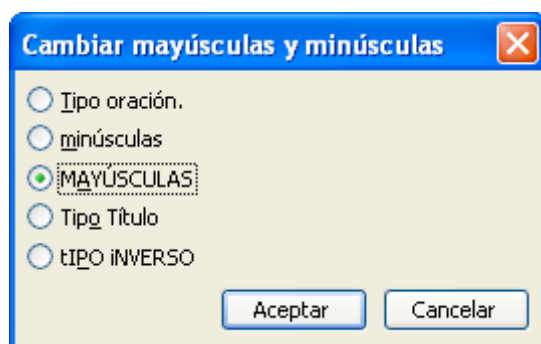 Cambiar mayúsculas y minúsculas
Tipo oración.
minúsculas
MAYÚSCULAS
Tipo Título
tIPO iNVERSO
Aceptar Cancelar